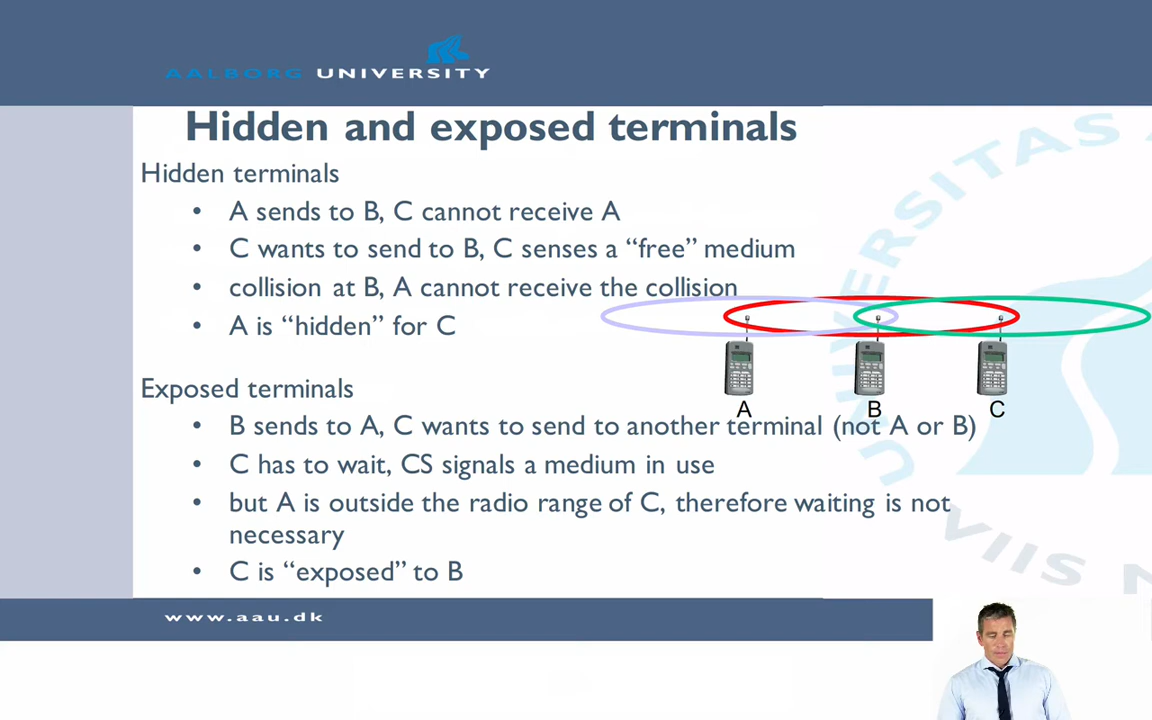 AALBORG UNIVERSITY
Hidden and exposed terminals
Hidden terminals
• A sends to B, C cannot receive A
• C wants to send to B, C senses a “free” medium
• collision at B, A cannot receive the collision
• A is “hidden” for C
A B C
Exposed terminals
• B sends to A, C wants to send to another terminal (not A or B)
• C has to wait, CS signals a medium in use
• but A is outside the radio range of C, therefore waiting is not
necessary
• C is “exposed” to B
www.aau.dk
UNIVERSITAS
VIIS N